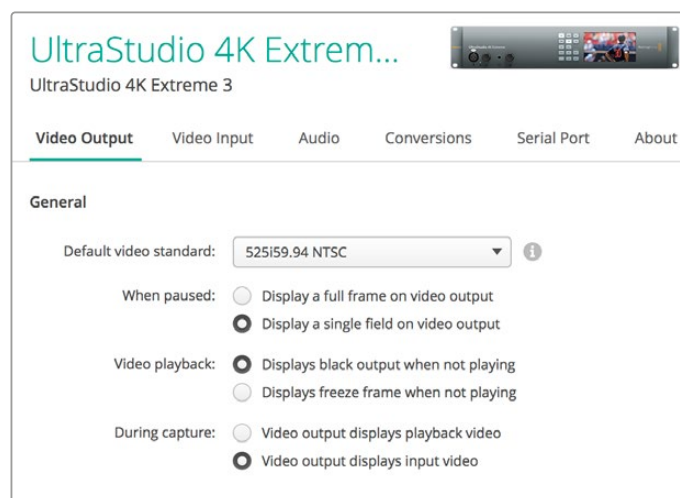 UltraStudio 4K Extrem...
UltraStudio 4K Extreme 3
Video Output Video Input Audio Conversions Serial Port About
General
Default video standard: 525i59.94 NTSC
When paused: Display a full frame on video output
Display a single field on video output
Video playback: Displays black output when not playing
Displays freeze frame when not playing
During capture: Video output displays playback video
Video output displays input video